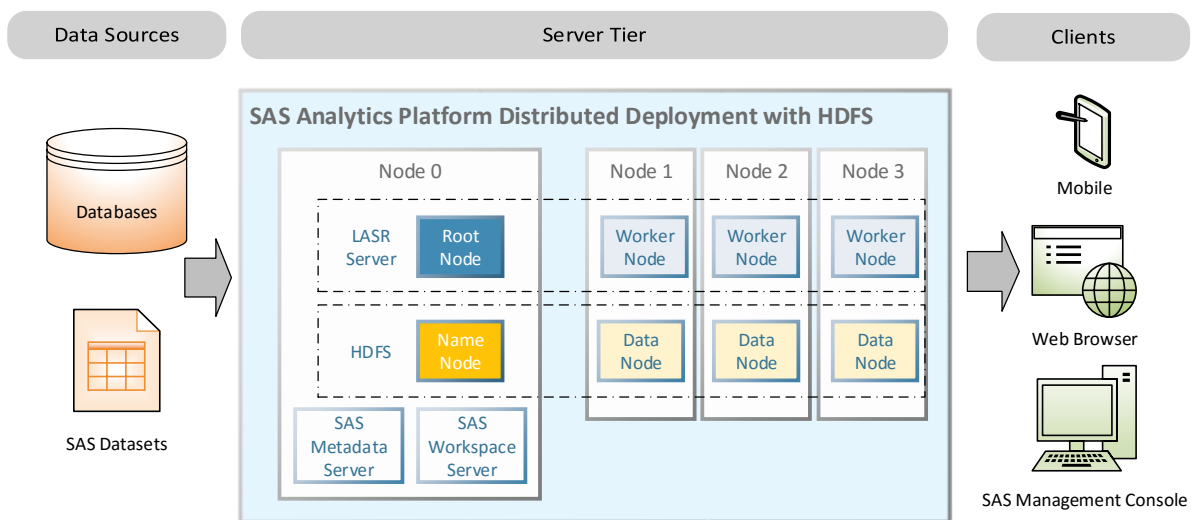 Data Sources
Server Tier
Clients
SAS Analytics Platform Distributed Deployment with HDFS
Databases
SAS Datasets
Node 0
Node 1
Node 2
Node 3
LASR
Server
Root
Node
Worker
Node
Worker
Node
Worker
Node
HDFS
Name
Node
Data
Node
Data
Node
Data
Node
SAS
Metadata
Server
SAS
Workspace
Server
Mobile
Web Browser
SAS Management Console